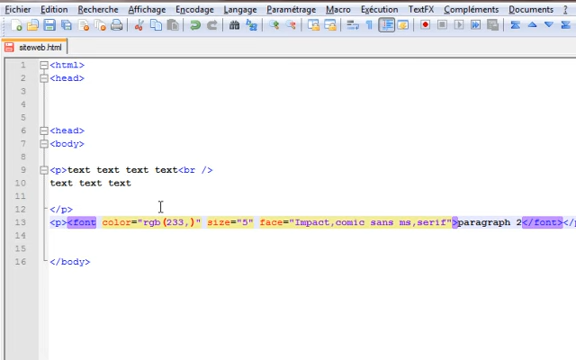 Fichier Edition Recherche Affichage Encodage Langage Paramétrage Macro Exécution TextFX Compléments Documents ?
siteweb.html
1 <html>
2 <head>
3
4
5
6 <head>
7 <body>
8
9 <p>text text text text<br />
10 text text text
11
12 </p>
13 <p><font color="rgb(233,)" size="5" face="Impact,comic sans ms,serif">paragraph 2</font></p
14
15
16 </body>